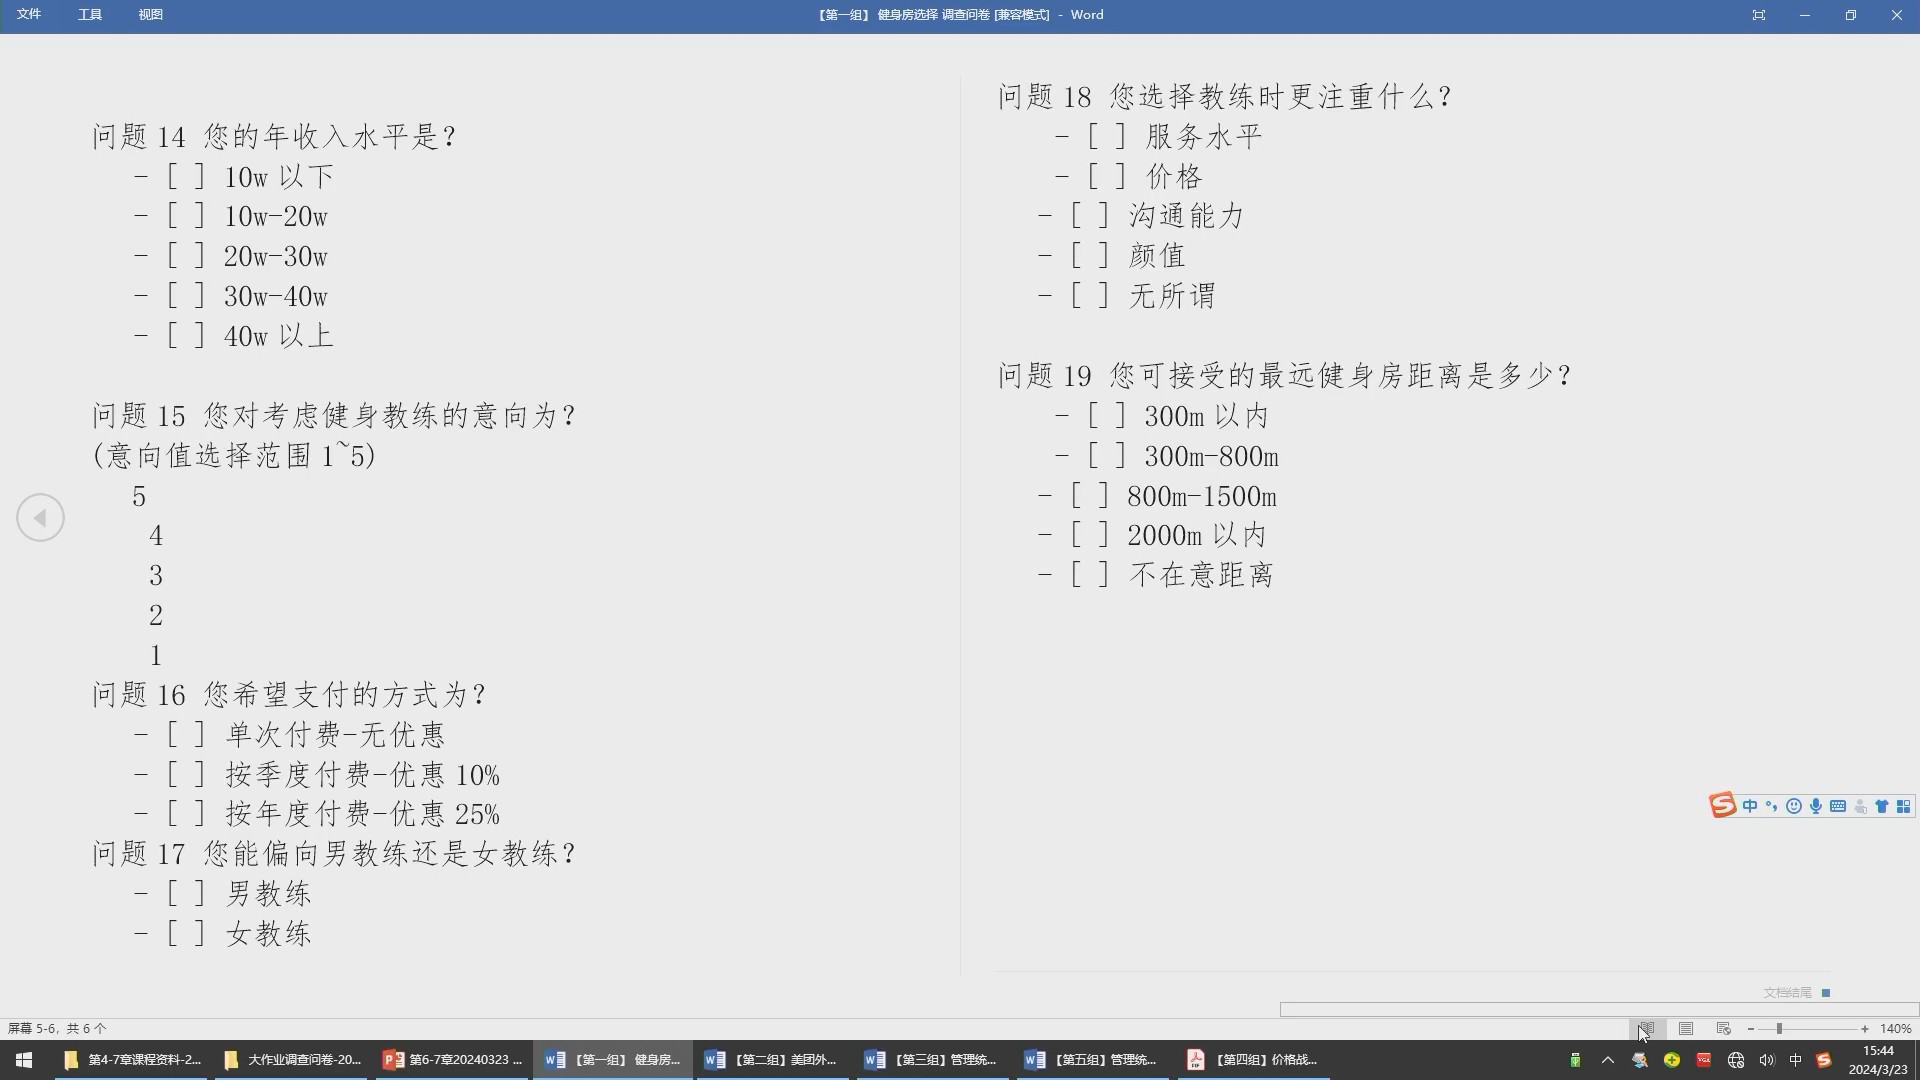 文件 工具 视图 【第一组】 健身房选择 调查问卷 [兼容模式] - Word
问题 14 您的年收入水平是?
- [ ] 10w 以下
- [ ] 10w-20w
- [ ] 20w-30w
- [ ] 30w-40w
- [ ] 40w 以上
问题 15 您对考虑健身教练的意向为?
(意向值选择范围 1~5)
5
4
3
2
1
问题 16 您希望支付的方式为?
- [ ] 单次付费-无优惠
- [ ] 按季度付费-优惠 10%
- [ ] 按年度付费-优惠 25%
问题 17 您能偏向男教练还是女教练?
- [ ] 男教练
- [ ] 女教练
问题 18 您选择教练时更注重什么?
- [ ] 服务水平
- [ ] 价格
- [ ] 沟通能力
- [ ] 颜值
- [ ] 无所谓
问题 19 您可接受的最远健身房距离是多少?
- [ ] 300m 以内
- [ ] 300m-800m
- [ ] 800m-1500m
- [ ] 2000m 以内
- [ ] 不在意距离
中
文档结尾
屏幕 5-6, 共 6 个 140%
第4-7章课程资料-2... 大作业调查问卷-20... 第6-7章20240323 ... 【第一组】 健身房... 【第二组】美团外... 【第三组】管理统... 【第五组】管理统... 【第四组】价格战... 中 15:44
2024/3/23